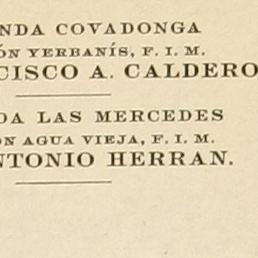 NDA COVADONGA
ÓN YERBANÍS, F. I. M.
CISCO A. CALDERO
DA LAS MERCEDES
ON AGUA VIEJA, F. I. M.
NTONIO HERRAN.